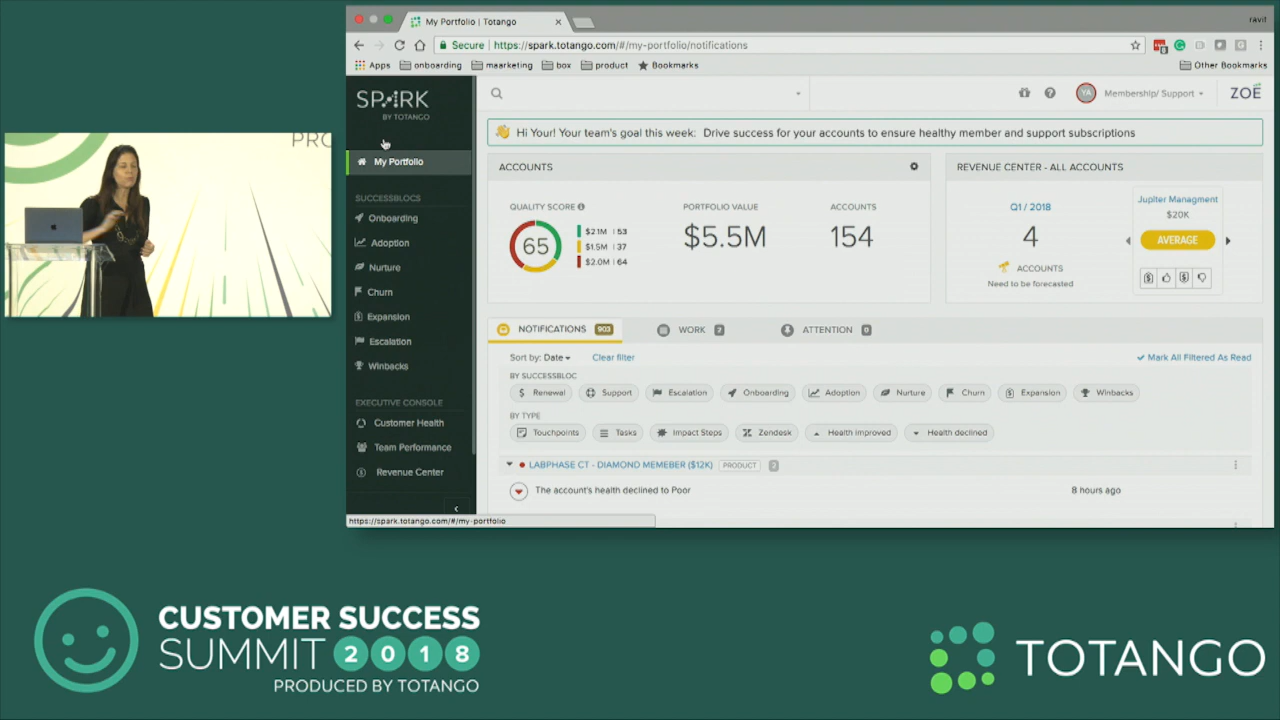 My Portfolio | Totango
ravit
Secure
https://spark.totango.com/#/my-portfolio/notifications
Apps
onboarding
maarketing
box
product
Bookmarks
Other Bookmarks
SPARK
BY TOTANGO
Membership/ Support
ZOE
Hi Your! Your team's goal this week: Drive success for your accounts to ensure healthy member and support subscriptions
PRO
My Portfolio
SUCCESSBLOCS
Onboarding
Adoption
Nurture
Churn
Expansion
Escalation
Winbacks
EXECUTIVE CONSOLE
Customer Health
Team Performance
Revenue Center
ACCOUNTS
QUALITY SCORE
65
$2.1M | 53
$1.5M | 37
$2.0M | 64
PORTFOLIO VALUE
$5.5M
ACCOUNTS
154
REVENUE CENTER - ALL ACCOUNTS
Q1 / 2018
4
ACCOUNTS
Need to be forecasted
Jupiter Managment
$20K
AVERAGE
NOTIFICATIONS 903
WORK 2
ATTENTION 0
Sort by: Date
Clear filter
Mark All Filtered As Read
BY SUCCESSBLOC
Renewal
Support
Escalation
Onboarding
Adoption
Nurture
Churn
Expansion
Winbacks
BY TYPE
Touchpoints
Tasks
Impact Steps
Zendesk
Health improved
Health declined
LABPHASE CT - DIAMOND MEMEBER ($12K) PRODUCT 2
The account's health declined to Poor
8 hours ago
https://spark.totango.com/#/my-portfolio
CUSTOMER SUCCESS
SUMMIT 2018
PRODUCED BY TOTANGO
TOTANGO